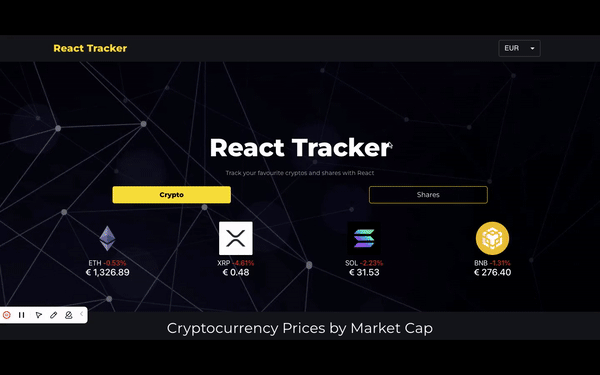 React Tracker
EUR
React Tracker
Track your favourite cryptos and shares with React
Crypto
Shares
ETH -0.53%
€ 1,326.89
XRP -4.61%
€ 0.48
SOL -2.23%
€ 31.53
BNB -1.31%
€ 276.40
Cryptocurrency Prices by Market Cap